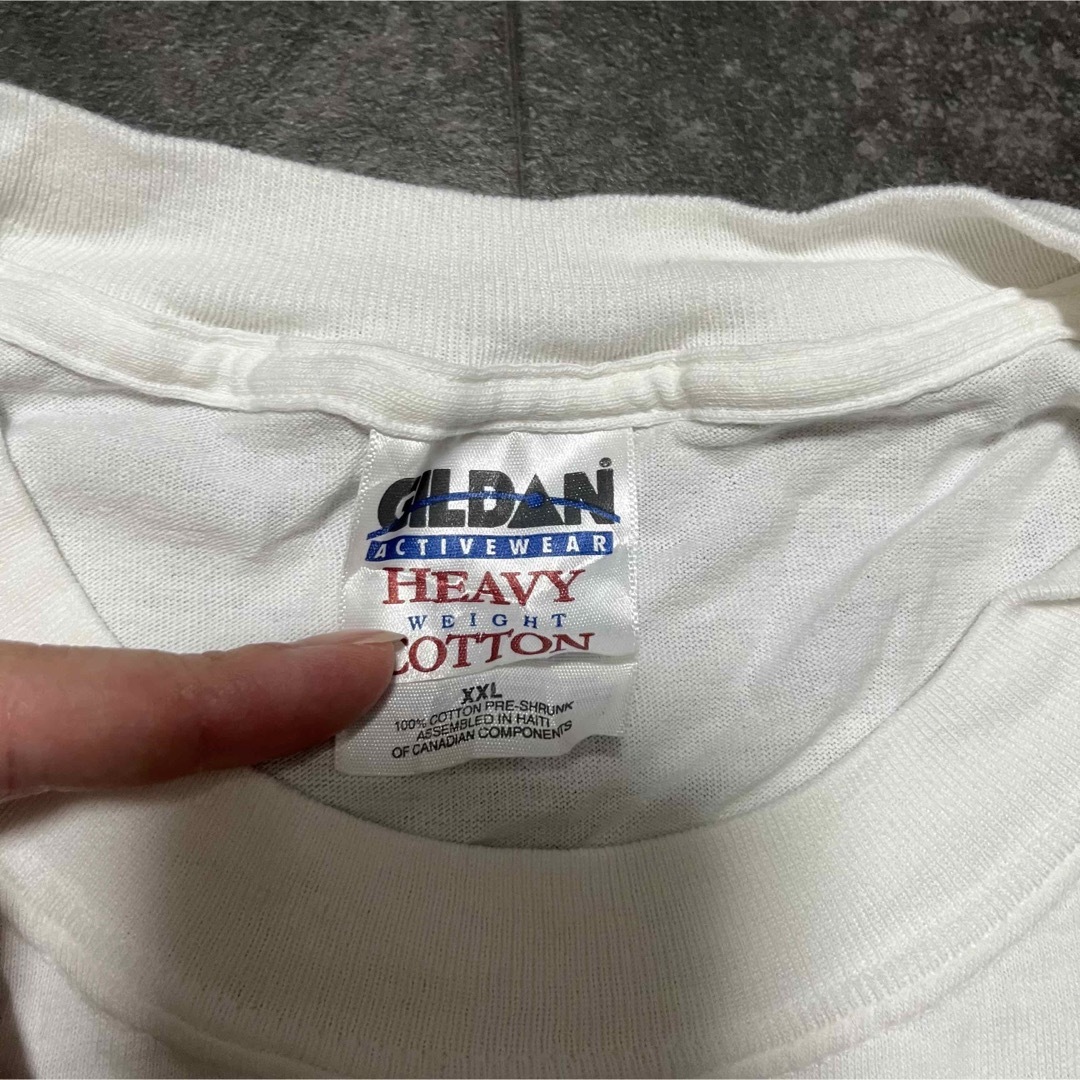 GILDAN®
ACTIVEWEAR
HEAVY
WEIGHT
COTTON
XXL
100% COTTON PRE-SHRUNK
ASSEMBLED IN HAITI
OF CANADIAN COMPONENTS